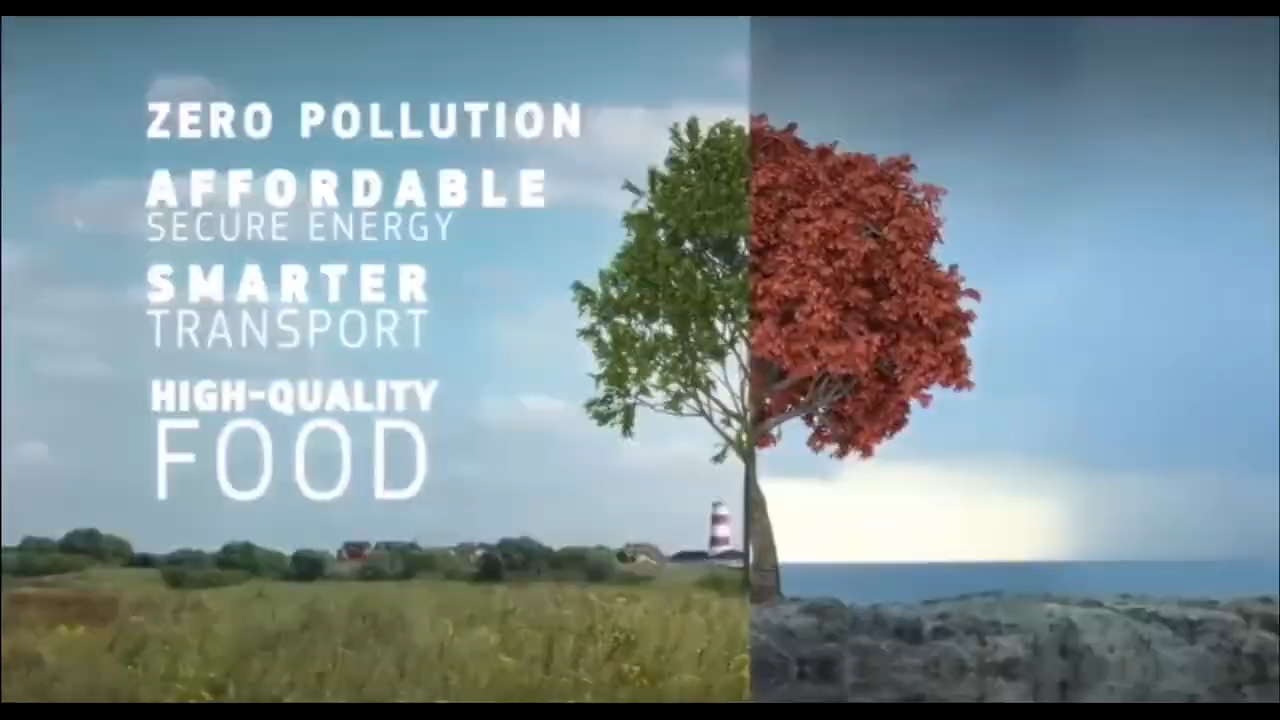 ZERO POLLUTION
AFFORDABLE
SECURE ENERGY
SMARTER
TRANSPORT
HIGH-QUALITY
FOOD